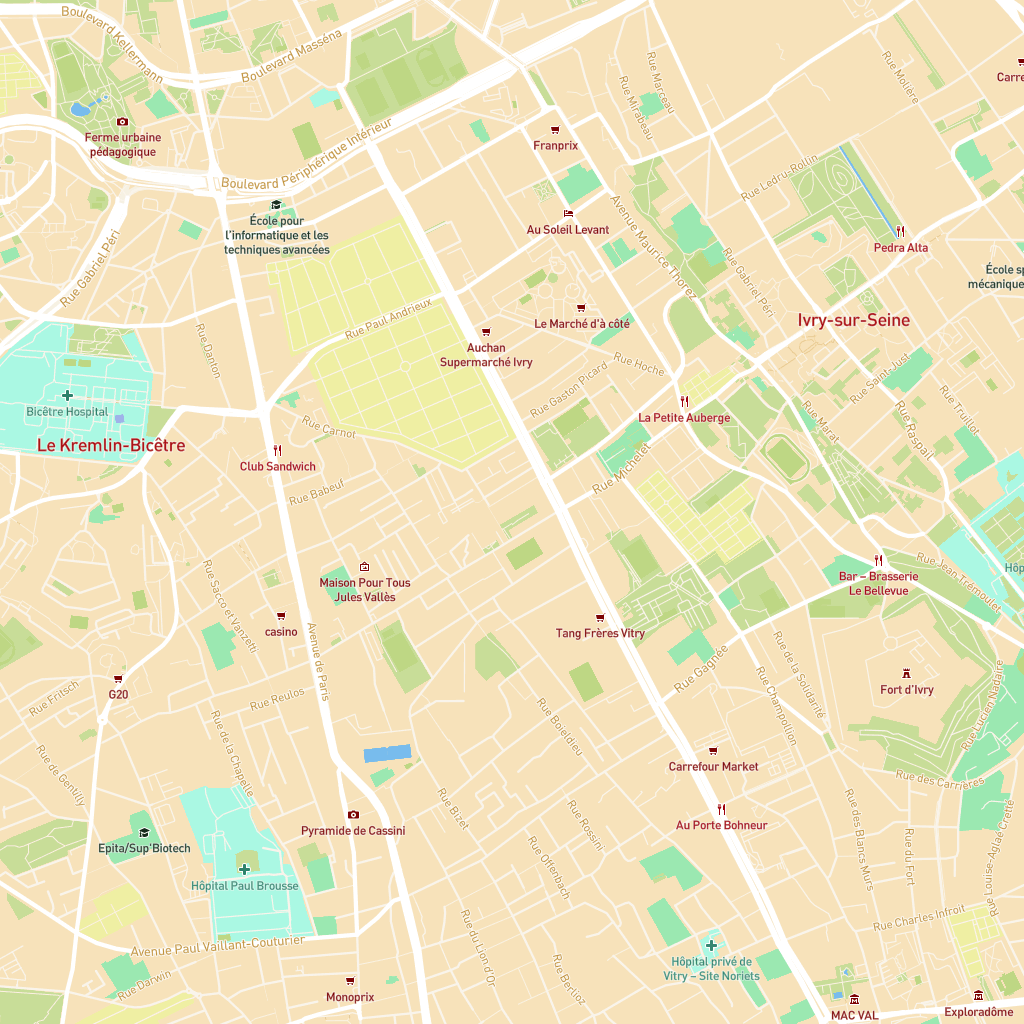 Boulevard Kellermann
Boulevard Masséna
Rue Marceau
Rue Mirabeau
Rue Molière
Carre
Ferme urbaine
pédagogique
Franprix
Boulevard Périphérique Intérieur
Rue Ledru-Rollin
École pour
l'informatique et les
techniques avancées
Au Soleil Levant
Avenue Maurice Thorez
Pedra Alta
Rue Gabriel Péri
Rue Gabriel Péri
École sp
mécanique
Le Marché d'à côté
Ivry-sur-Seine
Rue Paul Andrieux
Rue Danton
Auchan
Supermarché Ivry
Rue Hoche
Rue Gaston Picard
Rue Saint-Just
Rue Truillot
Bicêtre Hospital
La Petite Auberge
Rue Marat
Rue Raspail
Rue Carnot
Le Kremlin-Bicêtre
Club Sandwich
Rue Michelet
Rue Babeuf
Rue Sacco et Vanzetti
Maison Pour Tous
Jules Vallès
Bar – Brasserie
Le Bellevue
Rue Jean Trémoulet
Hôp
casino
Avenue de Paris
Tang Frères Vitry
Rue Gagnée
Rue de la Solidarité
Rue Champollion
Fort d'Ivry
Rue Lucien Nadaire
G20
Rue Fritsch
Rue Reulos
Rue de la Chapelle
Rue Boieldieu
Rue de Gentilly
Carrefour Market
Rue des Carrières
Rue Bizet
Rue Rossini
Rue Offenbach
Au Porte Bohneur
Pyramide de Cassini
Epita/Sup'Biotech
Rue des Blancs Murs
Rue du Fort
Rue Louise-Aglaé Cretté
Hôpital Paul Brousse
Rue Charles Infroit
Avenue Paul Vaillant-Couturier
Rue du Lion d'Or
Rue Berlioz
Hôpital privé de
Vitry – Site Noriets
Rue Darwin
Monoprix
MAC VAL
Exploradôme